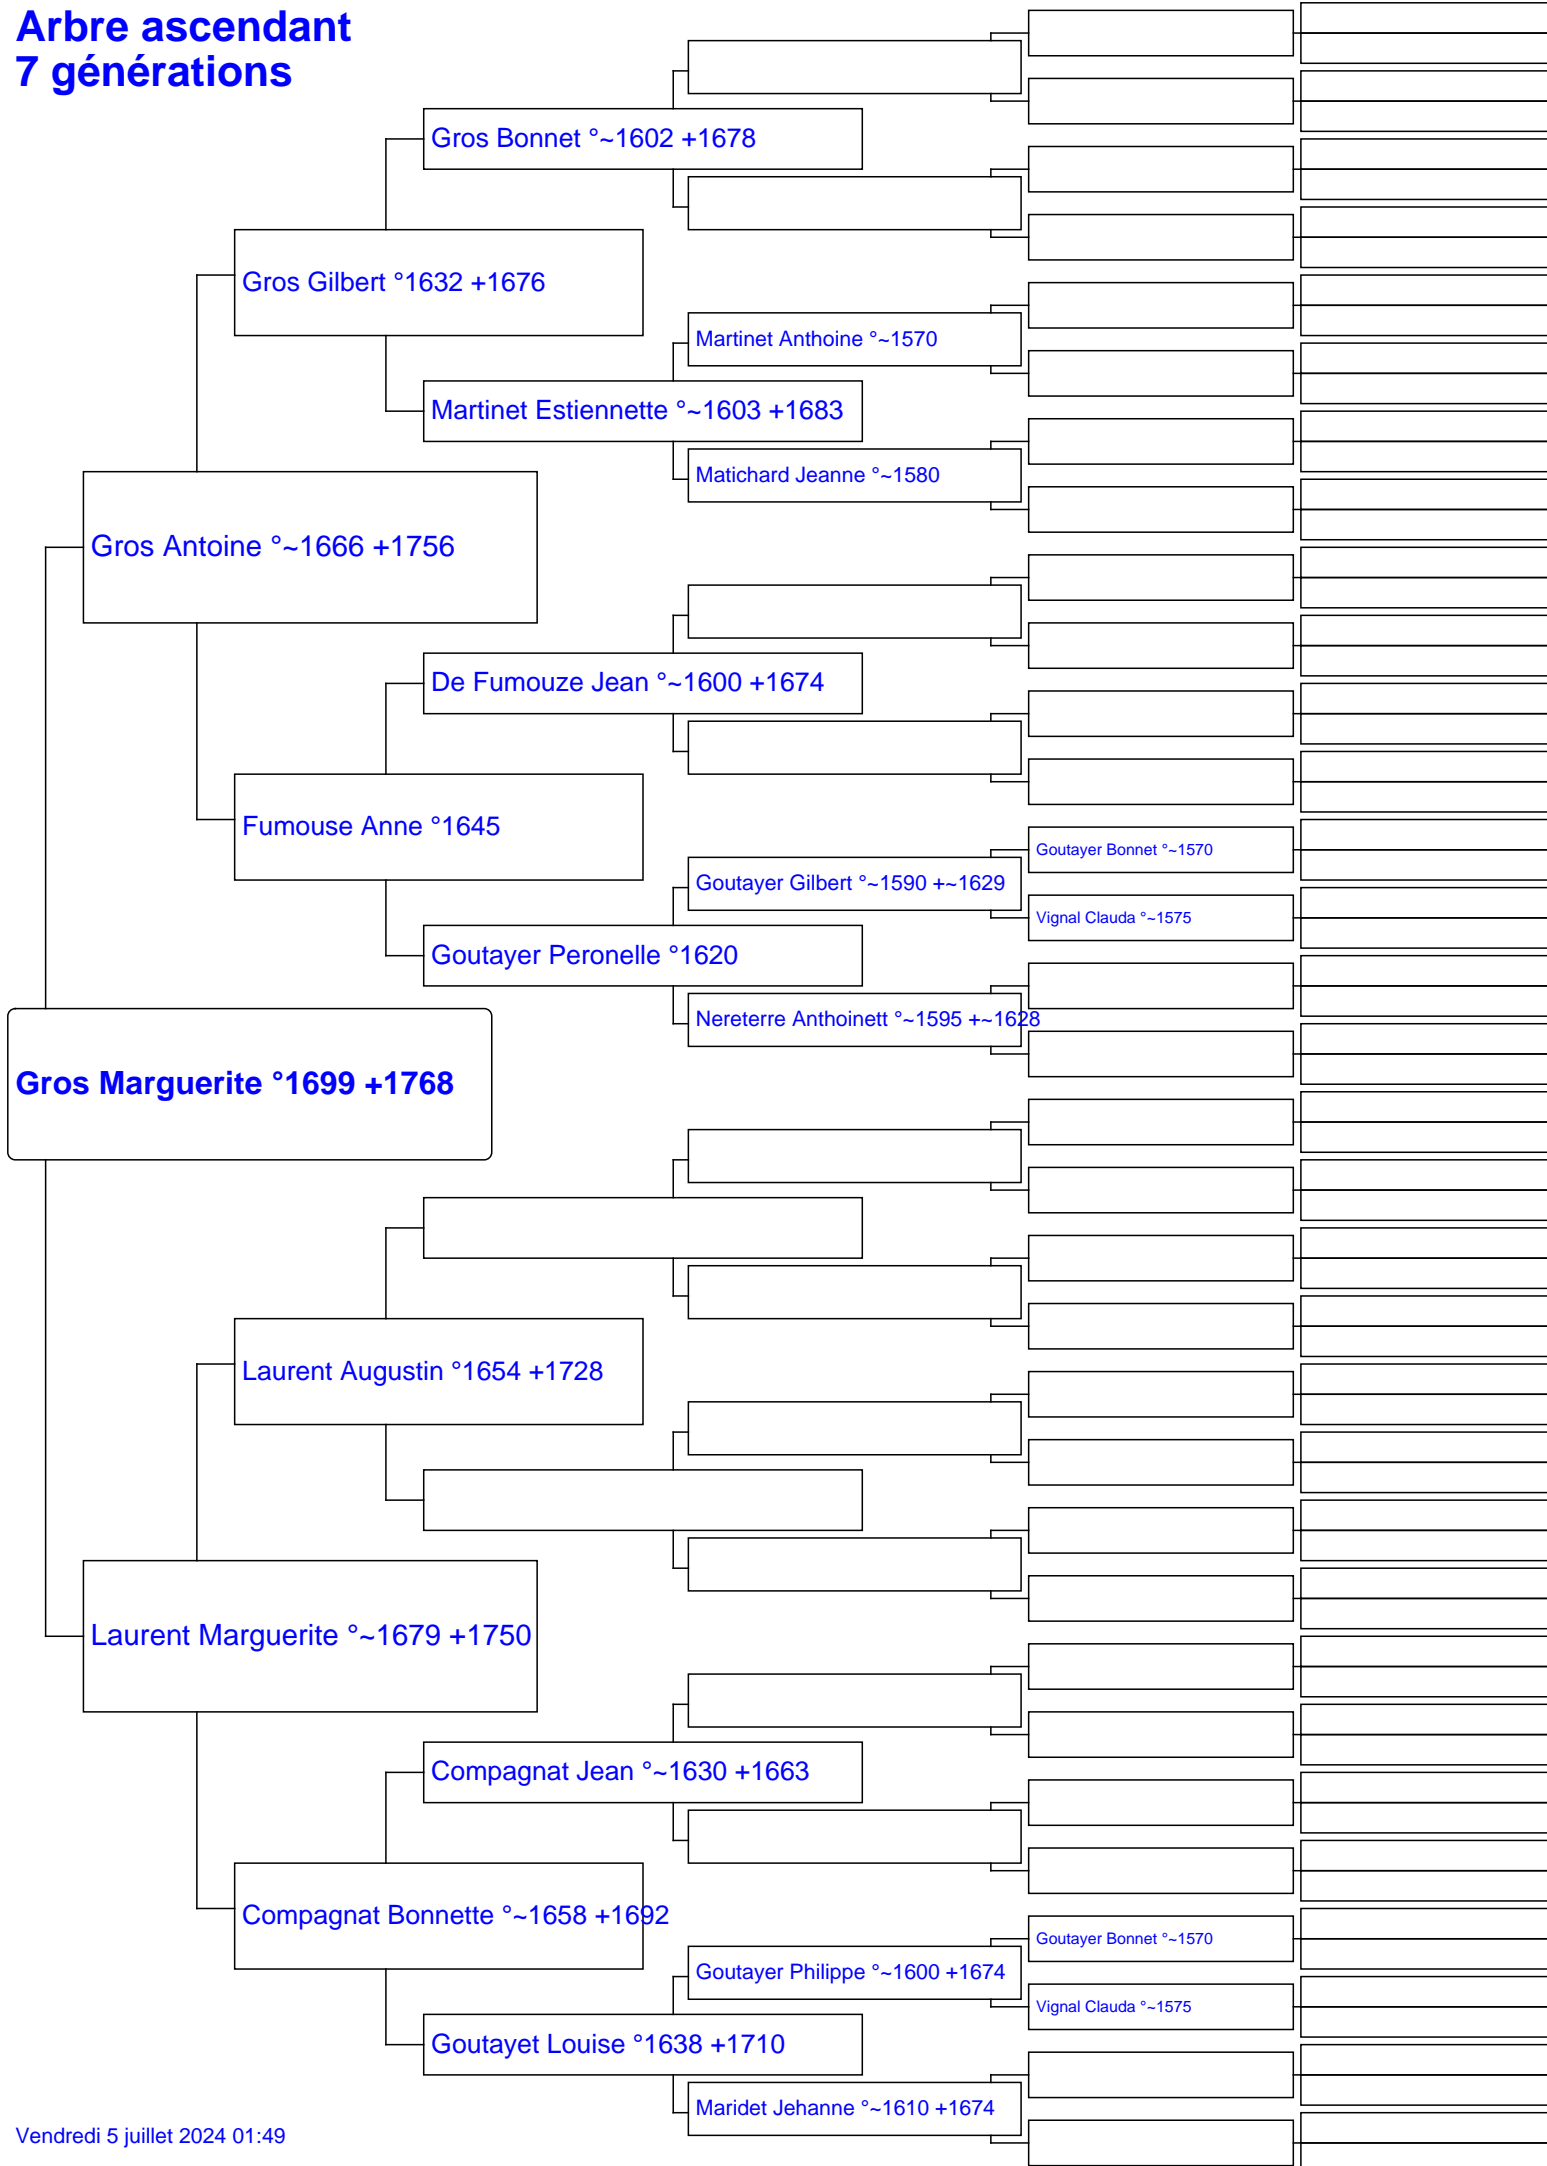 Arbre ascendant
7 générations
Gros Bonnet °~1602 +1678
Gros Gilbert °1632 +1676
Martinet Anthoine °~1570
Martinet Estiennette °~1603 +1683
Matichard Jeanne °~1580
Gros Antoine °~1666 +1756
De Fumouze Jean °~1600 +1674
Fumouse Anne °1645
Goutayer Bonnet °~1570
Goutayer Gilbert °~1590 +~1629
Vignal Clauda °~1575
Goutayer Peronelle °1620
Nereterre Anthoinett °~1595 +~1628
Gros Marguerite °1699 +1768
Laurent Augustin °1654 +1728
Laurent Marguerite °~1679 +1750
Compagnat Jean °~1630 +1663
Compagnat Bonnette °~1658 +1692
Goutayer Bonnet °~1570
Goutayer Philippe °~1600 +1674
Vignal Clauda °~1575
Goutayet Louise °1638 +1710
Maridet Jehanne °~1610 +1674
Vendredi 5 juillet 2024 01:49